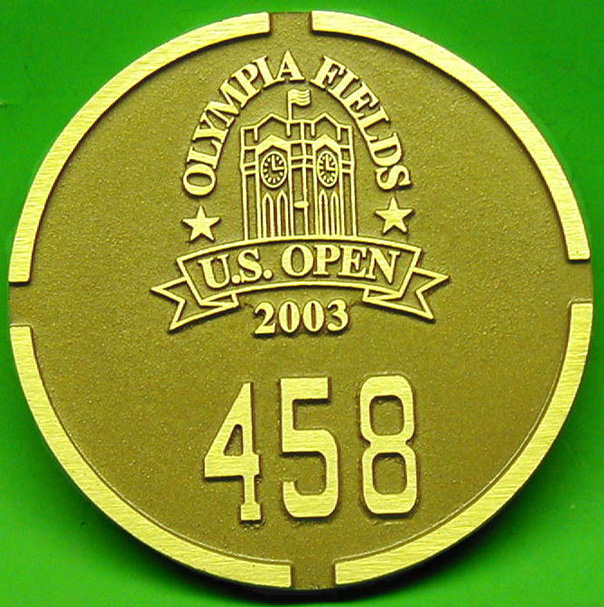 OLYMPIA FIELDS
U.S. OPEN
2003
458